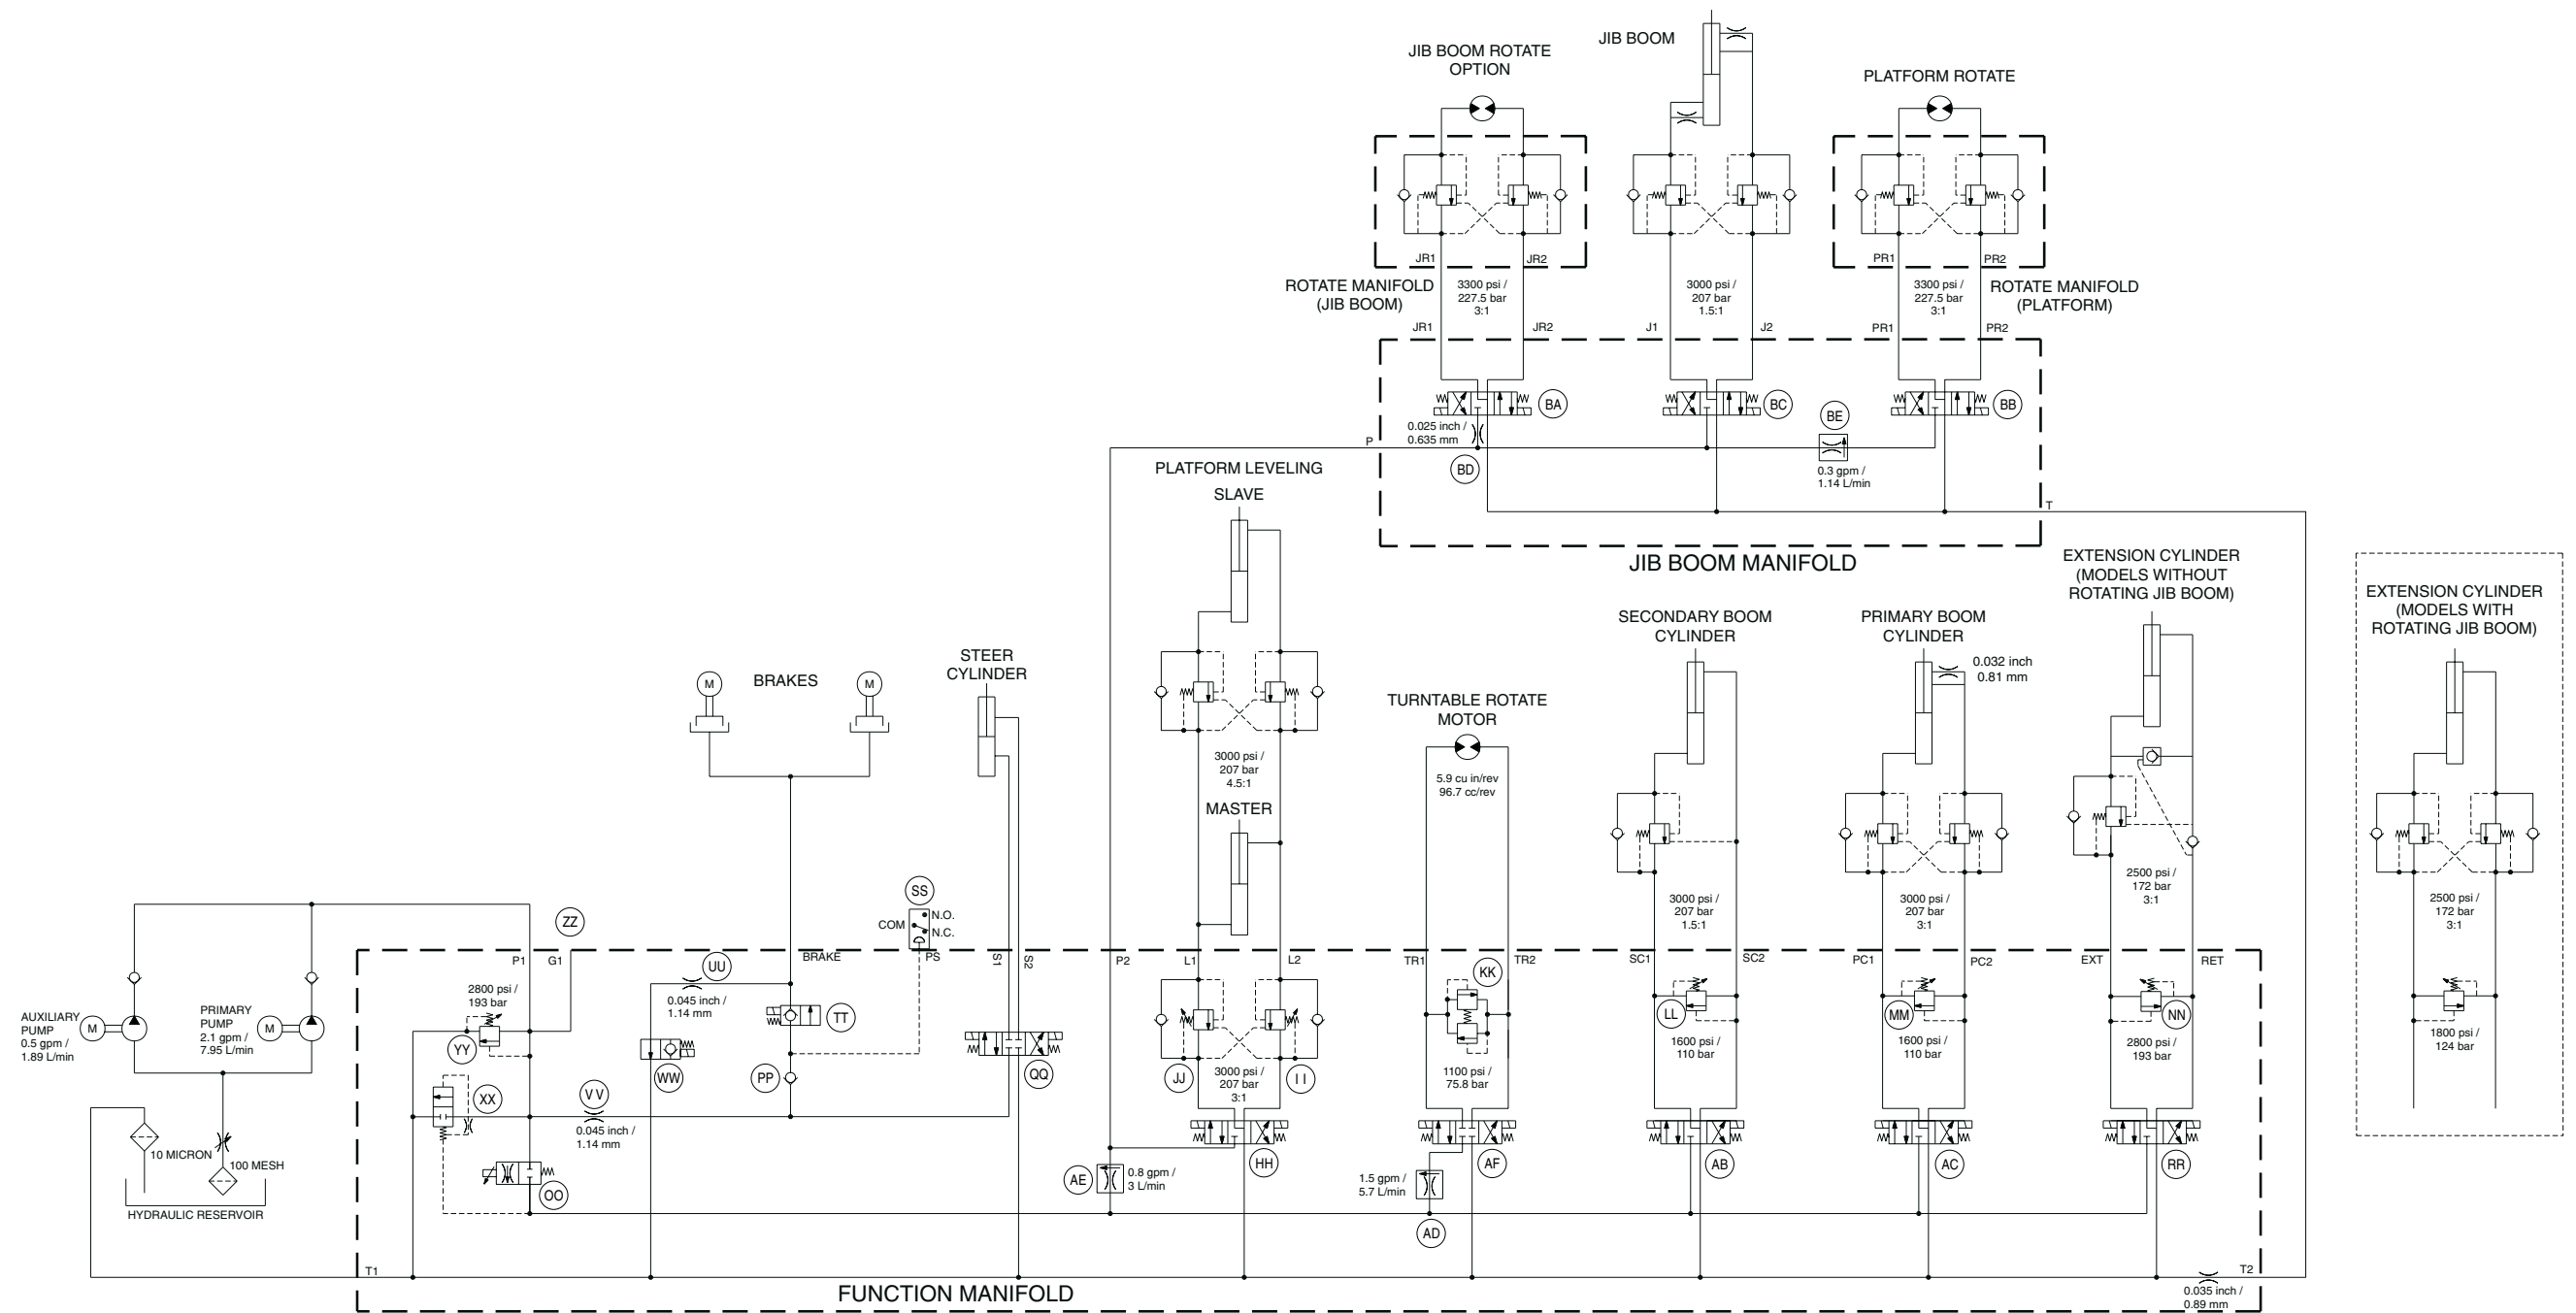 JIB BOOM ROTATE
OPTION
JIB BOOM
PLATFORM ROTATE
JR1
JR2
PR1
PR2
ROTATE MANIFOLD
(JIB BOOM)
3300 psi /
227.5 bar
3:1
3000 psi /
207 bar
1.5:1
3300 psi /
227.5 bar
3:1
ROTATE MANIFOLD
(PLATFORM)
JR1
JR2
J1
J2
PR1
PR2
BA
BC
BB
BE
0.025 inch /
0.635 mm
P
BD
0.3 gpm /
1.14 L/min
T
JIB BOOM MANIFOLD
PLATFORM LEVELING
SLAVE
3000 psi /
207 bar
4.5:1
MASTER
EXTENSION CYLINDER
(MODELS WITHOUT
ROTATING JIB BOOM)
EXTENSION CYLINDER
(MODELS WITH
ROTATING JIB BOOM)
SECONDARY BOOM
CYLINDER
PRIMARY BOOM
CYLINDER
0.032 inch
0.81 mm
STEER
CYLINDER
M
BRAKES
M
TURNTABLE ROTATE
MOTOR
5.9 cu in/rev
96.7 cc/rev
3000 psi /
207 bar
1.5:1
3000 psi /
207 bar
3:1
2500 psi /
172 bar
3:1
2500 psi /
172 bar
3:1
SS
COM
N.O.
N.C.
ZZ
P1
G1
UU
BRAKE
PS
S1
S2
P2
L1
L2
TR1
TR2
KK
SC1
SC2
PC1
PC2
EXT
RET
2800 psi /
193 bar
0.045 inch /
1.14 mm
AUXILIARY
PUMP
0.5 gpm /
1.89 L/min
M
PRIMARY
PUMP
2.1 gpm /
7.95 L/min
M
YY
TT
LL
MM
NN
1600 psi /
110 bar
1600 psi /
110 bar
2800 psi /
193 bar
1800 psi /
124 bar
WW
PP
QQ
JJ
3000 psi /
207 bar
3:1
II
1100 psi /
75.8 bar
XX
VV
0.045 inch /
1.14 mm
10 MICRON
100 MESH
HYDRAULIC RESERVOIR
OO
AE
0.8 gpm /
3 L/min
HH
1.5 gpm /
5.7 L/min
AF
AB
AC
RR
AD
T1
T2
FUNCTION MANIFOLD
0.035 inch /
0.89 mm